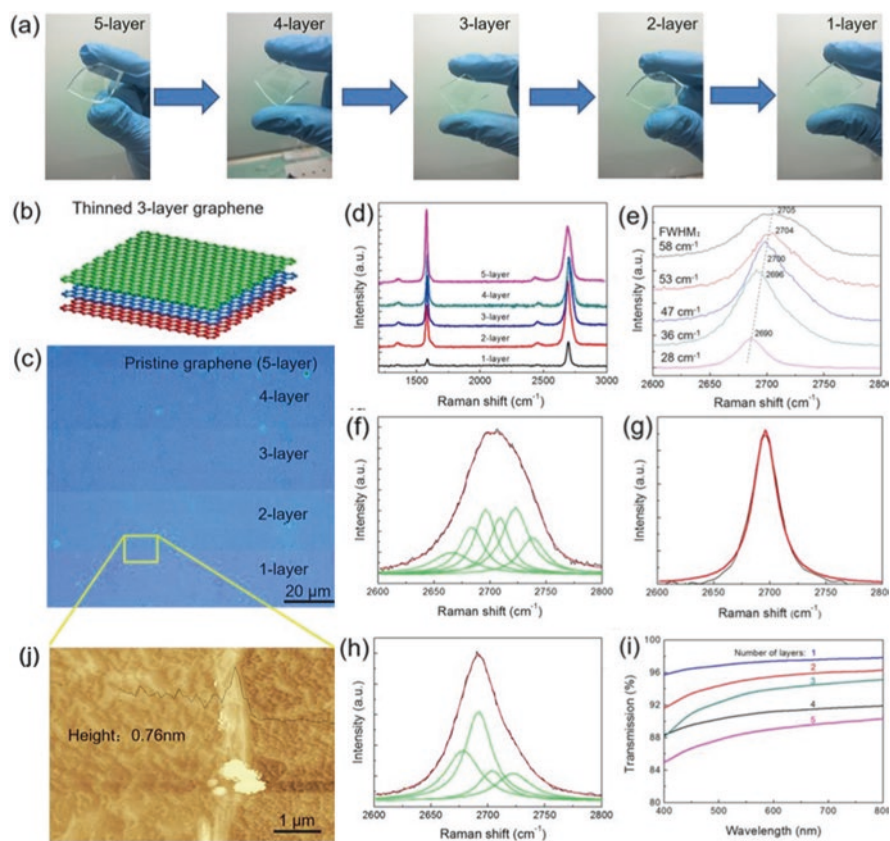 (a)
5-layer
4-layer
3-layer
2-layer
1-layer
(b)
Thinned 3-layer graphene
(c)
Pristine graphene (5-layer)
4-layer
3-layer
2-layer
1-layer
20 μm
(d)
Intensity (a.u.)
5-layer
4-layer
3-layer
2-layer
1-layer
1500 2000 2500 3000
Raman shift (cm⁻¹)
(e)
Intensity (a.u.)
FWHM:
58 cm⁻¹
53 cm⁻¹
47 cm⁻¹
36 cm⁻¹
28 cm⁻¹
2705
2704
2700
2696
2690
2600 2700 2800
Raman shift (cm⁻¹)
(f)
Intensity (a.u.)
2600 2650 2700 2750 2800
Raman shift (cm⁻¹)
(g)
Intensity (a.u.)
2600 2650 2700 2750 2800
Raman shift (cm⁻¹)
(j)
Height: 0.76nm
1 μm
(h)
Intensity (a.u.)
2600 2650 2700 2750 2800
Raman shift (cm⁻¹)
(i)
Transmission (%)
100
96
92
88
84
80
Number of layers: 1
2
3
4
5
400 500 600 700 800
Wavelength (nm)